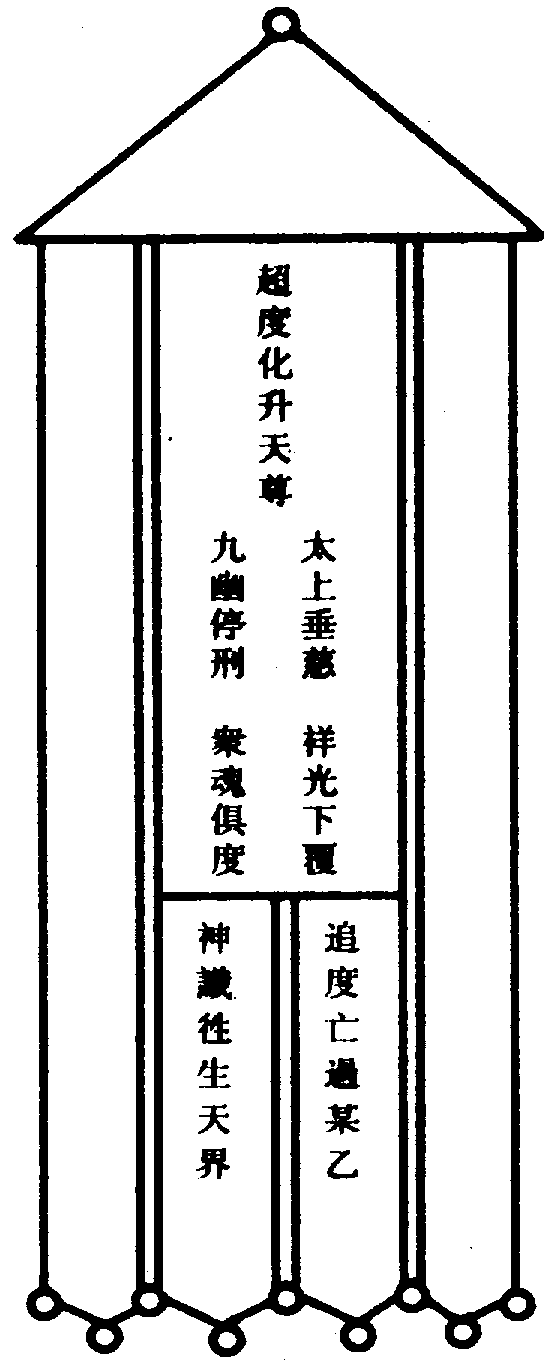 超度化升天尊
太上垂慈 祥光下覆
九幽停刑 衆魂俱度
追度亡過某乙
神識徃生天界